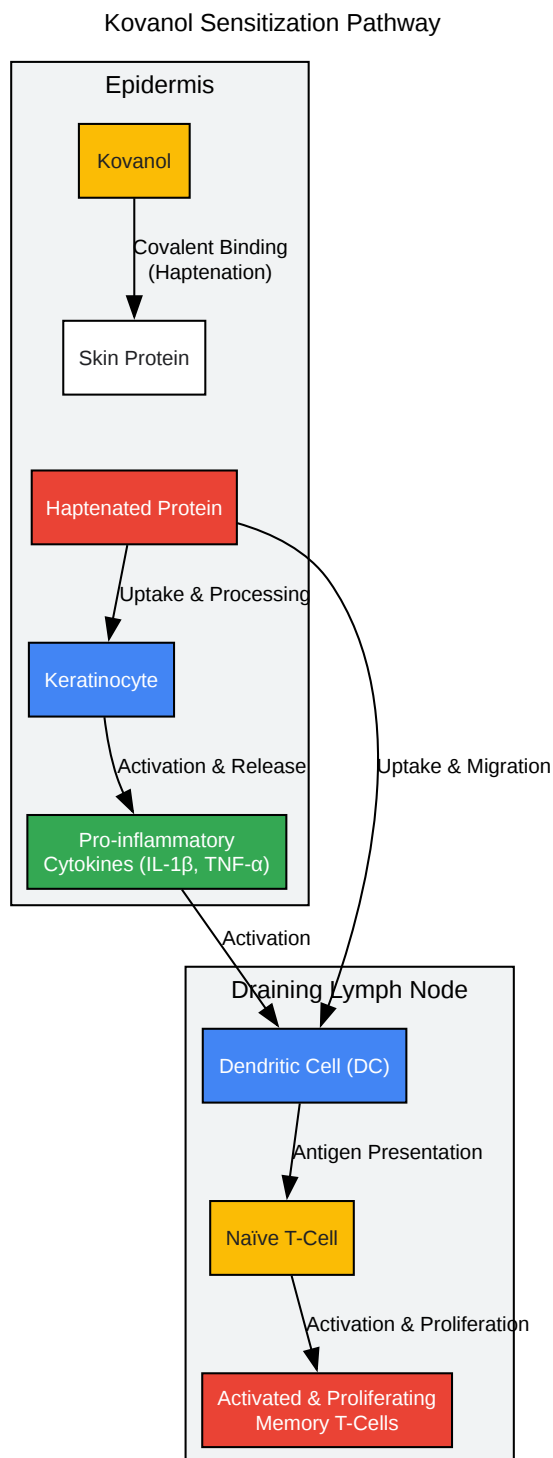 Kovanol Sensitization Pathway
Epidermis
Kovanol
Covalent Binding
(Haptenation)
Skin Protein
Haptenated Protein
Uptake & Processing
Keratinocyte
Activation & Release
Uptake & Migration
Pro-inflammatory
Cytokines (IL-1β, TNF-α)
Activation
Draining Lymph Node
Dendritic Cell (DC)
Antigen Presentation
Naïve T-Cell
Activation & Proliferation
Activated & Proliferating
Memory T-Cells